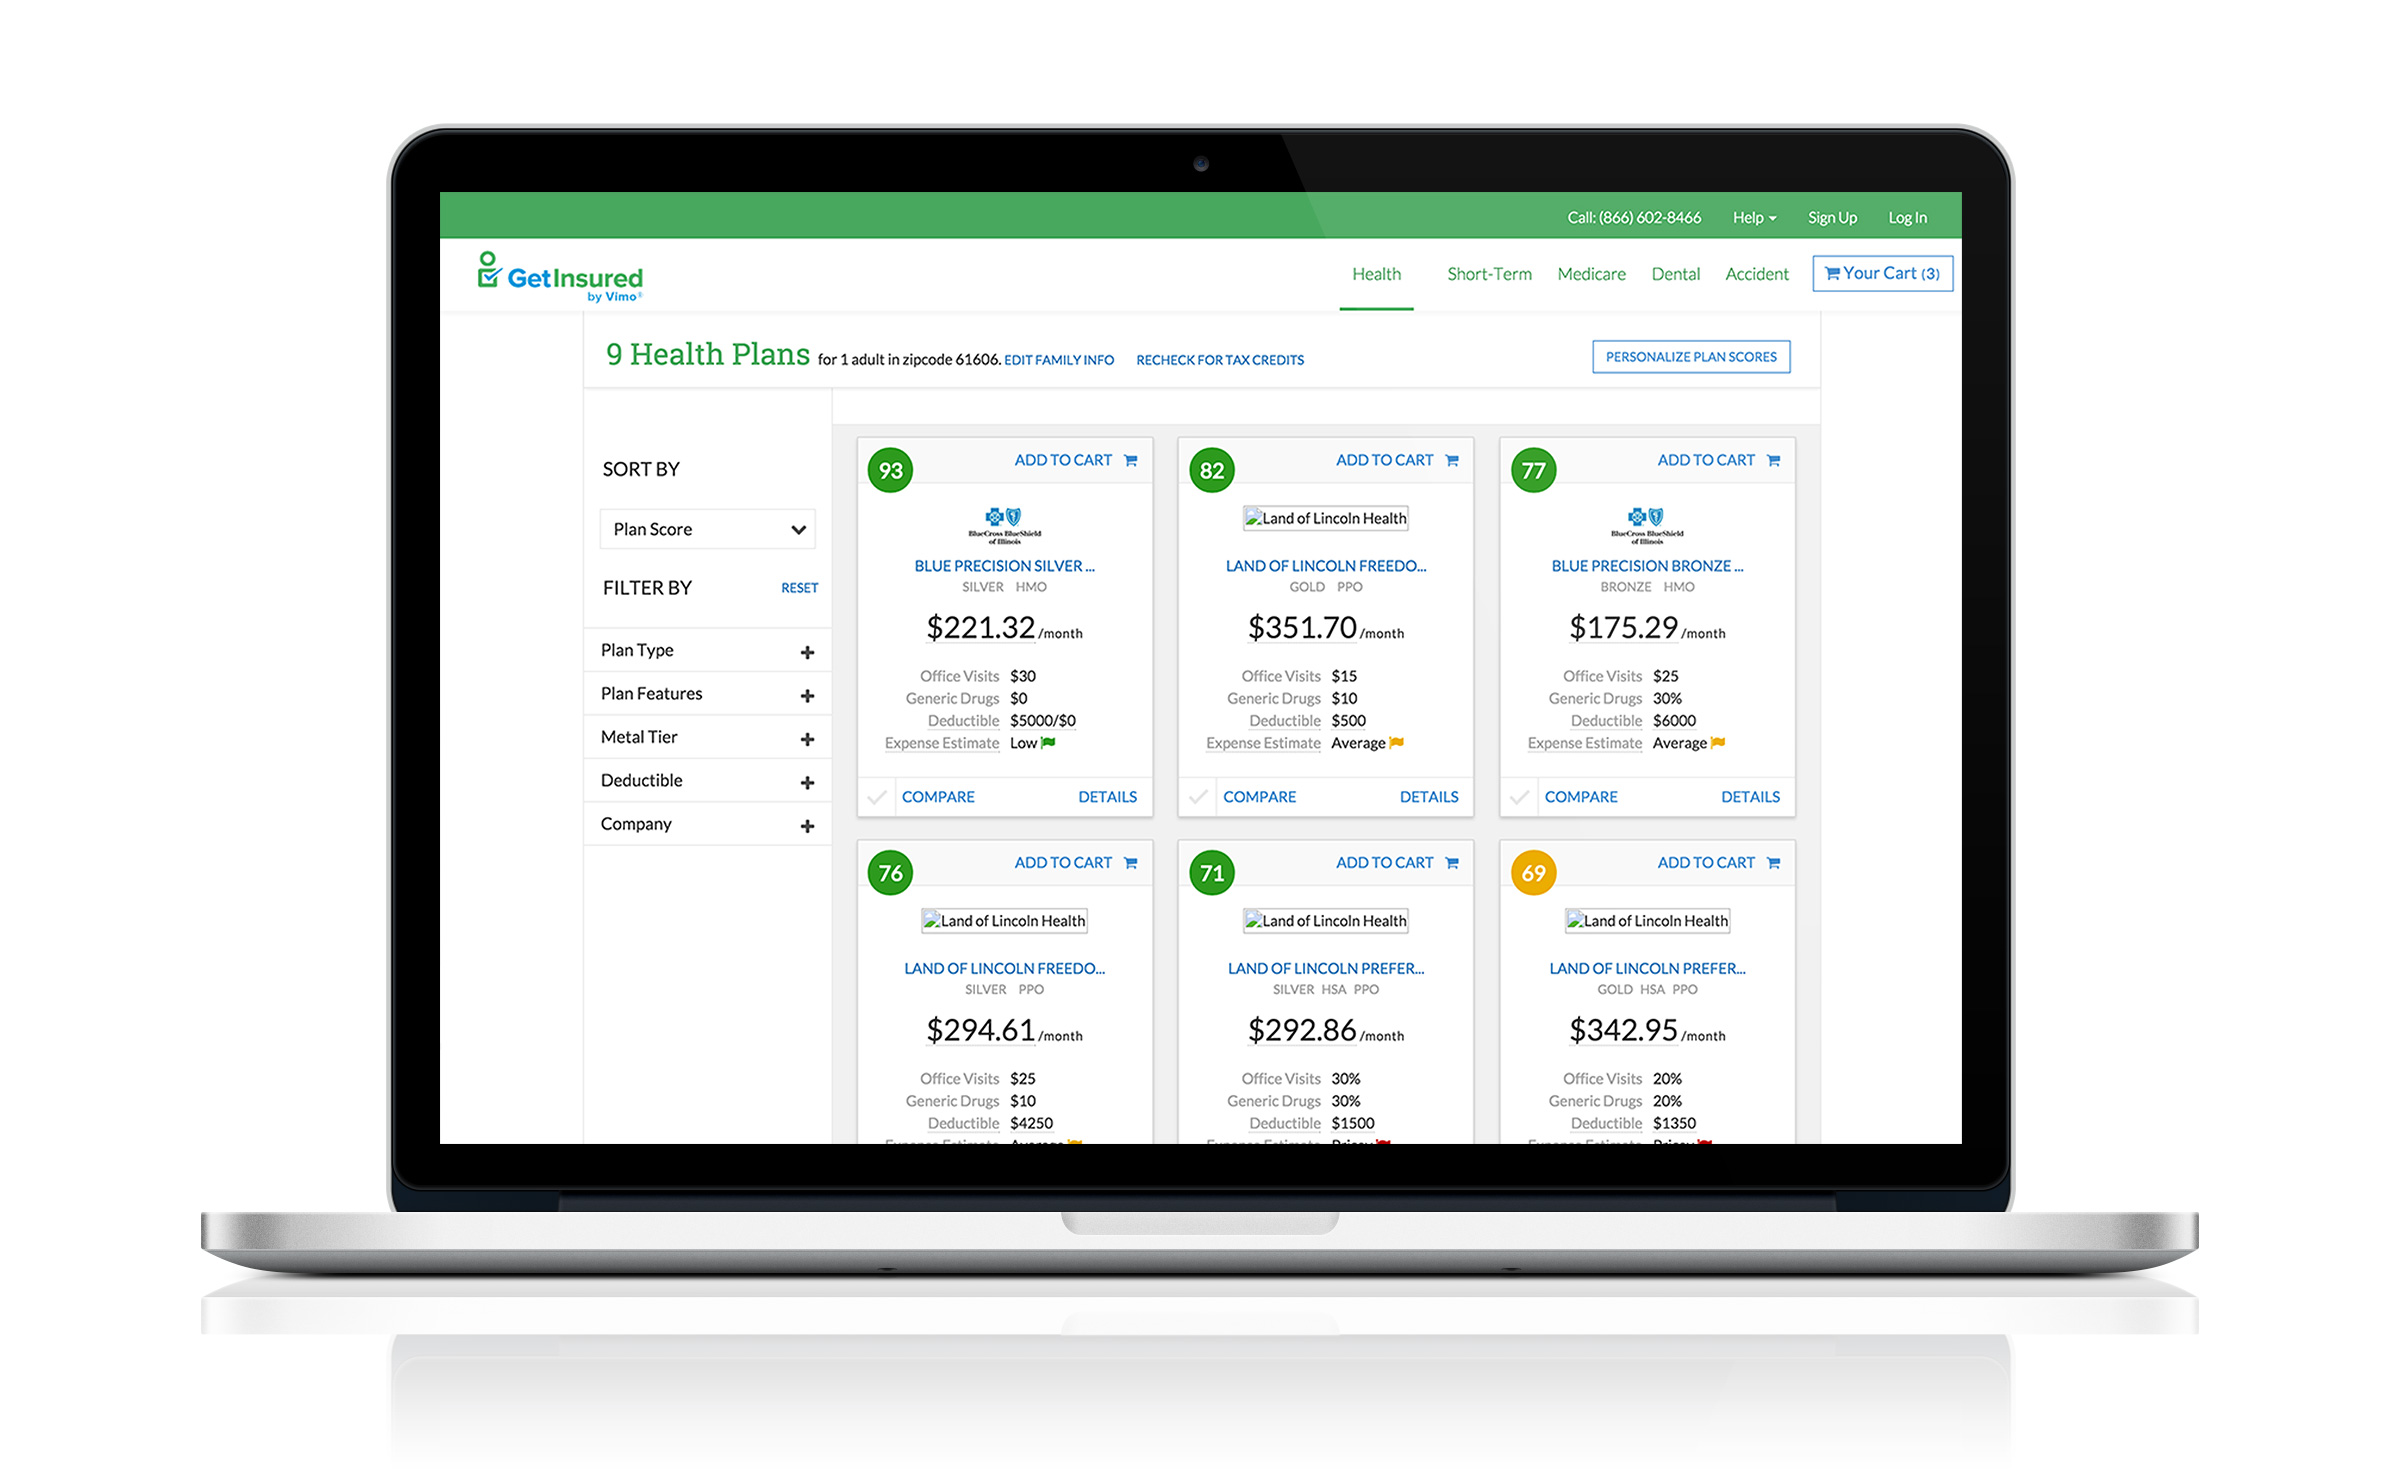 Call: (866) 602-8466 Help Sign Up Log In
GetInsured
by Vimo®
Health Short-Term Medicare Dental Accident Your Cart (3)
9 Health Plans for 1 adult in zipcode 61606. EDIT FAMILY INFO RECHECK FOR TAX CREDITS PERSONALIZE PLAN SCORES
SORT BY
Plan Score
FILTER BY RESET
Plan Type
Plan Features
Metal Tier
Deductible
Company
93 ADD TO CART
BlueCross BlueShield
of Illinois
BLUE PRECISION SILVER ...
SILVER HMO
$221.32 /month
Office Visits $30
Generic Drugs $0
Deductible $5000/$0
Expense Estimate Low
COMPARE DETAILS
82 ADD TO CART
Land of Lincoln Health
LAND OF LINCOLN FREEDO...
GOLD PPO
$351.70 /month
Office Visits $15
Generic Drugs $10
Deductible $500
Expense Estimate Average
COMPARE DETAILS
77 ADD TO CART
BlueCross BlueShield
of Illinois
BLUE PRECISION BRONZE ...
BRONZE HMO
$175.29 /month
Office Visits $25
Generic Drugs 30%
Deductible $6000
Expense Estimate Average
COMPARE DETAILS
76 ADD TO CART
Land of Lincoln Health
LAND OF LINCOLN FREEDO...
SILVER PPO
$294.61 /month
Office Visits $25
Generic Drugs $10
Deductible $4250
Expense Estimate Average
71 ADD TO CART
Land of Lincoln Health
LAND OF LINCOLN PREFER...
SILVER HSA PPO
$292.86 /month
Office Visits 30%
Generic Drugs 30%
Deductible $1500
Expense Estimate Pricey
69 ADD TO CART
Land of Lincoln Health
LAND OF LINCOLN PREFER...
GOLD HSA PPO
$342.95 /month
Office Visits 20%
Generic Drugs 20%
Deductible $1350
Expense Estimate Pricey